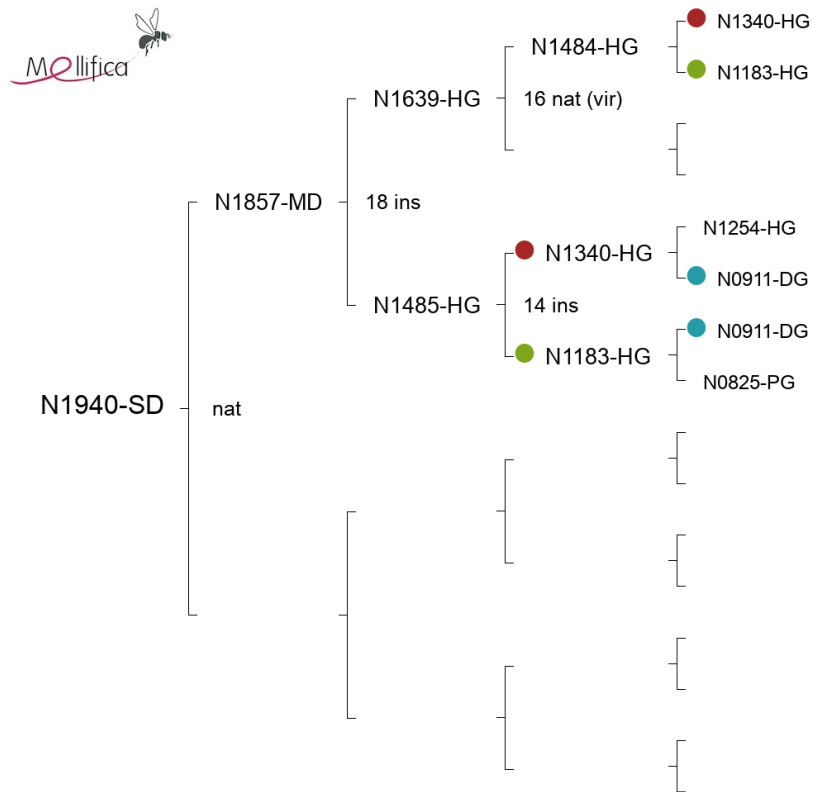 Mellifica
N1340-HG
N1484-HG
N1183-HG
N1639-HG
16 nat (vir)
N1857-MD
18 ins
N1254-HG
N1340-HG
N0911-DG
N1485-HG
14 ins
N0911-DG
N1183-HG
N0825-PG
N1940-SD
nat